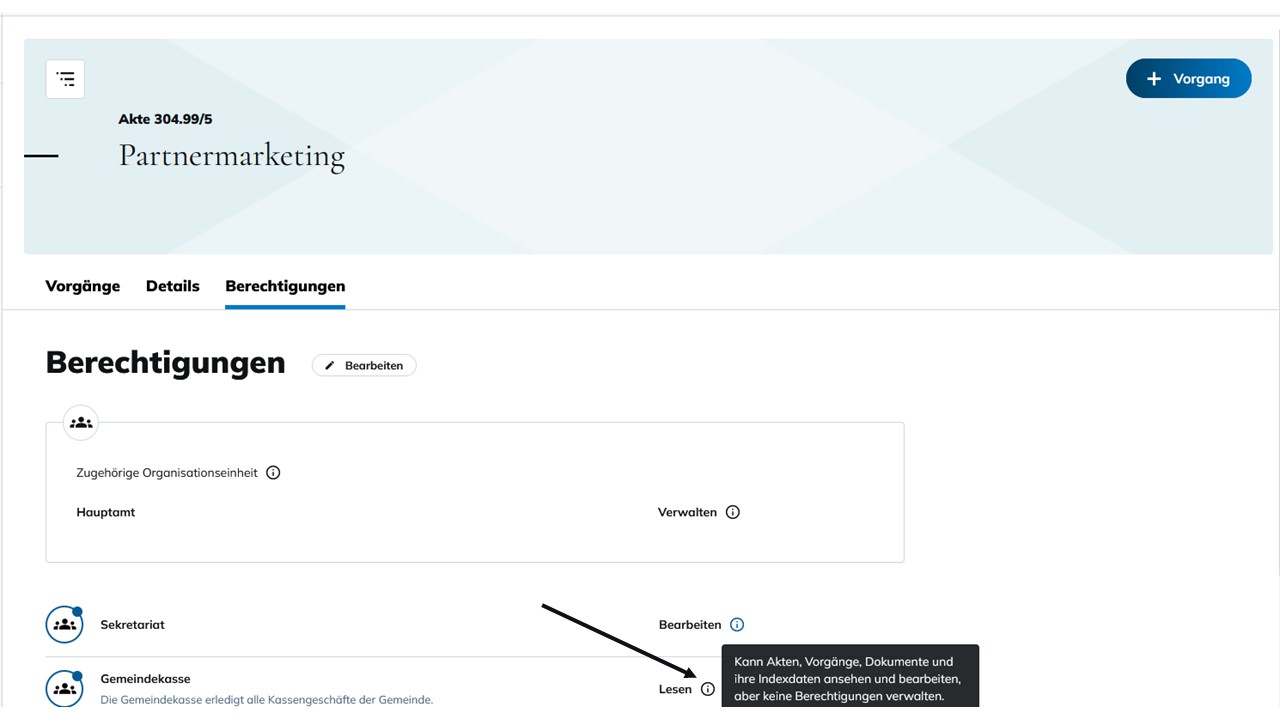 Vorgang
Akte 304.99/5
Partnermarketing
Vorgänge Details Berechtigungen
Berechtigungen Bearbeiten
Zugehörige Organisationseinheit
Hauptamt Verwalten
Sekretariat Bearbeiten
Kann Akten, Vorgänge, Dokumente und
ihre Indexdaten ansehen und bearbeiten,
aber keine Berechtigungen verwalten.
Gemeindekasse Lesen
Die Gemeindekasse erledigt alle Kassengeschäfte der Gemeinde.